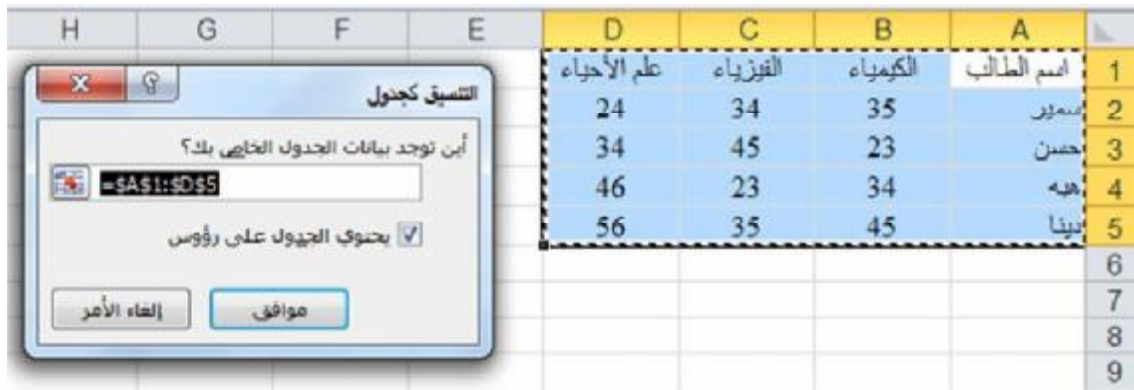 A B C D E F G H
1 اسم الطالب الكيمياء الفيزياء علم الأحياء
2 سمير 35 34 24
3 حسن 23 45 34
4 هبه 34 23 46
5 دينا 45 35 56
6
7
8
9
التنسيق كجدول
أين توجد بيانات الجدول الخاص بك؟
=$A$1:$D$5
يحتوي الجدول على رؤوس
موافق إلغاء الأمر